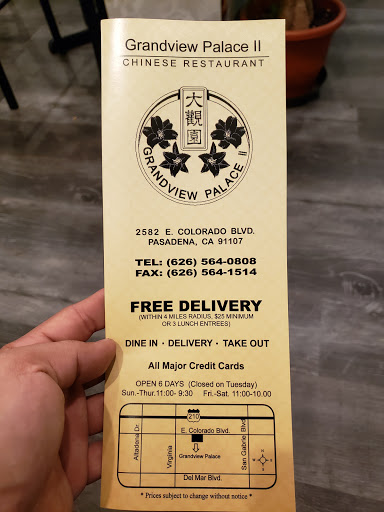 Grandview Palace II
CHINESE RESTAURANT
大觀園
GRANDVIEW PALACE II
2582 E. COLORADO BLVD.
PASADENA, CA 91107
TEL: (626) 564-0808
FAX: (626) 564-1514
FREE DELIVERY
(WITHIN 4 MILES RADIUS, $25 MINIMUM
OR 3 LUNCH ENTREES)
DINE IN · DELIVERY · TAKE OUT
All Major Credit Cards
OPEN 6 DAYS (Closed on Tuesday)
Sun.-Thur.11:00- 9:30 Fri.-Sat. 11:00-10.00
210
E. Colorado Blvd.
Altadena Dr.
Virginia
Grandview Palace
San Gabriel Blvd.
N
W E
S
Del Mar Blvd.
* Prices subject to change without notice *